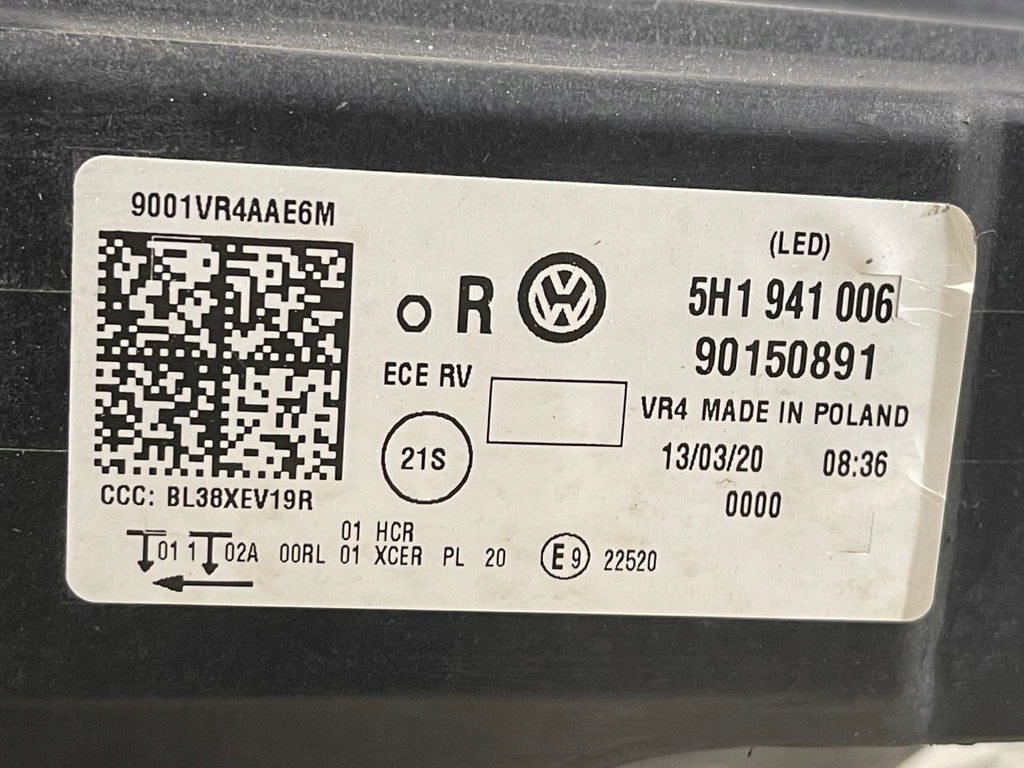 9001VR4AAE6M
(LED)
o R
5H1 941 006
90150891
ECE RV
VR4 MADE IN POLAND
21S
13/03/20 08:36
0000
CCC: BL38XEV19R
01 HCR
01 1 02A 00RL 01 XCER PL 20 E9 22520